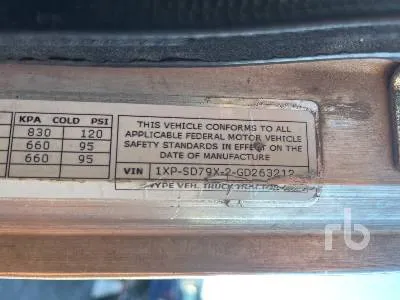 KPA COLD PSI
830 120
660 95
660 95
THIS VEHICLE CONFORMS TO ALL
APPLICABLE FEDERAL MOTOR VEHICLE
SAFETY STANDARDS IN EFFECT ON THE
DATE OF MANUFACTURE
VIN 1XP-SD79X-2-GD263212
TYPE VEH. TRUCK TRACTOR
rb